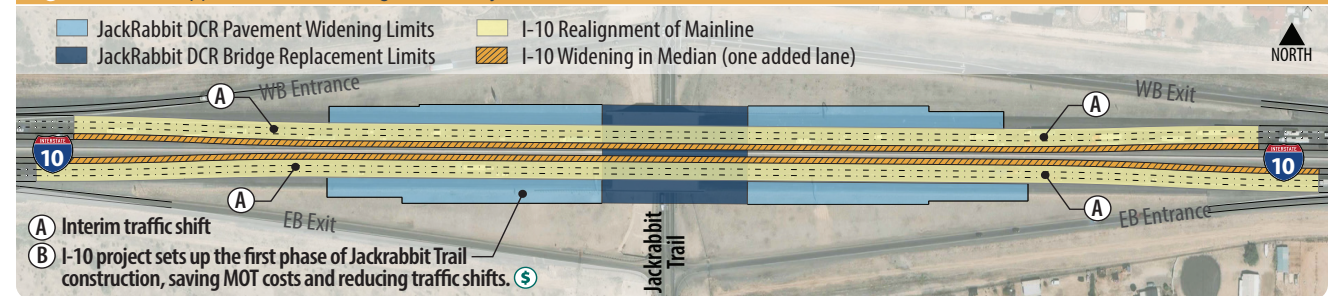 JackRabbit DCR Pavement Widening Limits
JackRabbit DCR Bridge Replacement Limits
I-10 Realignment of Mainline
I-10 Widening in Median (one added lane)
NORTH
A WB Entrance
A WB Exit
INTERSTATE
10
INTERSTATE
10
A
A
EB Exit
EB Entrance
Jackrabbit
Trail
A Interim traffic shift
B I-10 project sets up the first phase of Jackrabbit Trail
construction, saving MOT costs and reducing traffic shifts. $